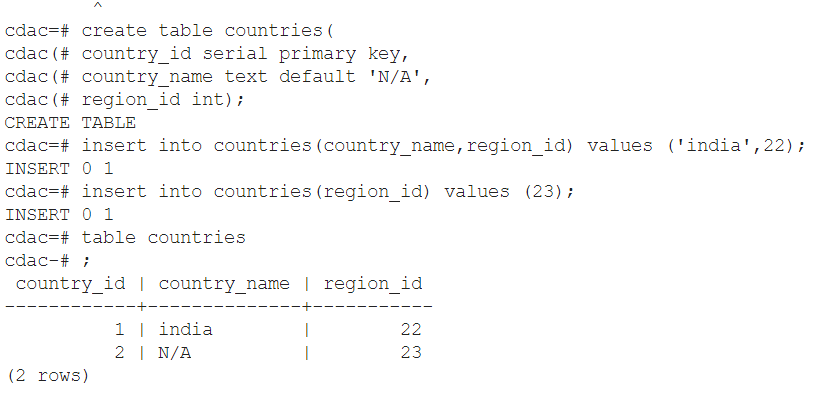 ^
cdac=# create table countries(
cdac(# country_id serial primary key,
cdac(# country_name text default 'N/A',
cdac(# region_id int);
CREATE TABLE
cdac=# insert into countries(country_name,region_id) values ('india',22);
INSERT 0 1
cdac=# insert into countries(region_id) values (23);
INSERT 0 1
cdac=# table countries
cdac-# ;
 country_id | country_name | region_id
------------+--------------+-----------
          1 | india        |        22
          2 | N/A          |        23
(2 rows)